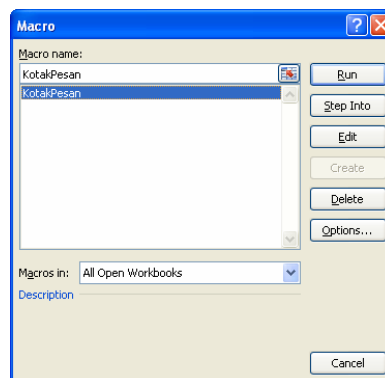 Macro
Macro name:
KotakPesan
KotakPesan
Run
Step Into
Edit
Create
Delete
Options...
Macros in: All Open Workbooks
Description
Cancel